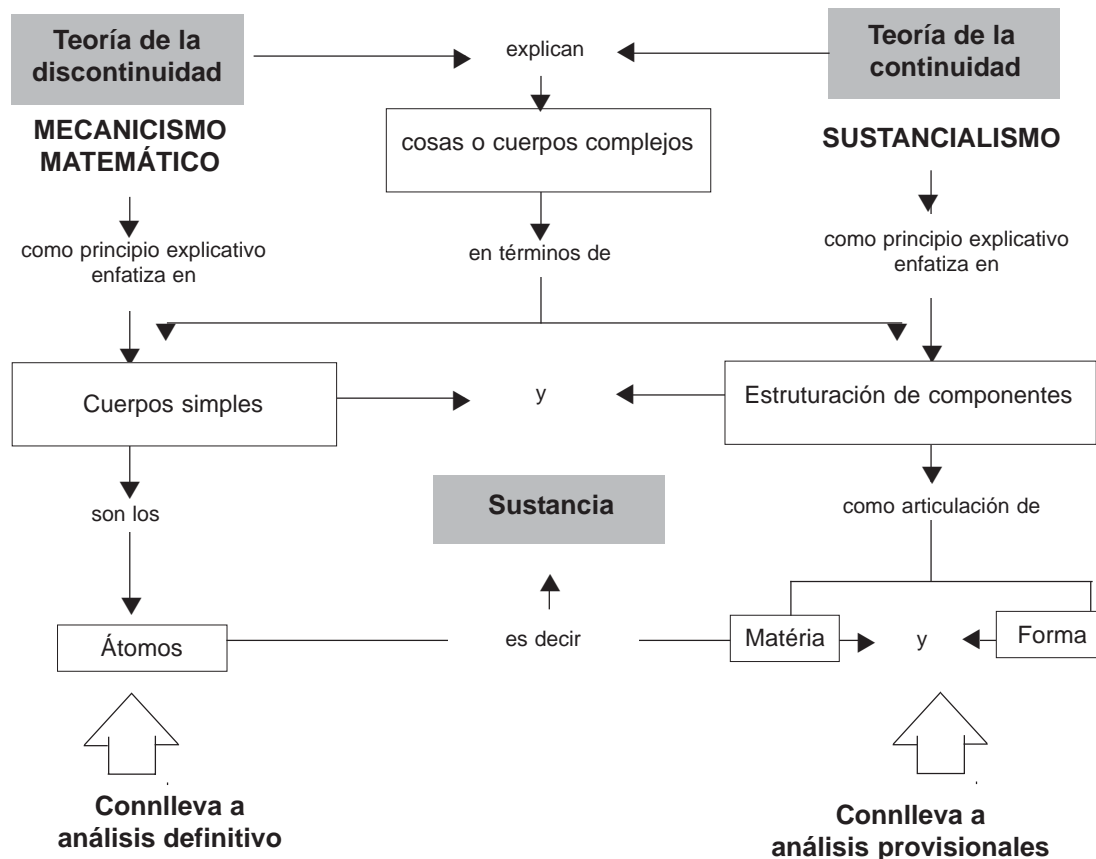 Teoría de la
discontinuidad
explican
Teoría de la
continuidad
MECANICISMO
MATEMÁTICO
cosas o cuerpos complejos
SUSTANCIALISMO
como principio explicativo
enfatiza en
en términos de
como principio explicativo
enfatiza en
Cuerpos simples
y
Estruturación de componentes
son los
Sustancia
como articulación de
Átomos
es decir
Matéria
y
Forma
Connlleva a
análisis definitivo
Connlleva a
análisis provisionales